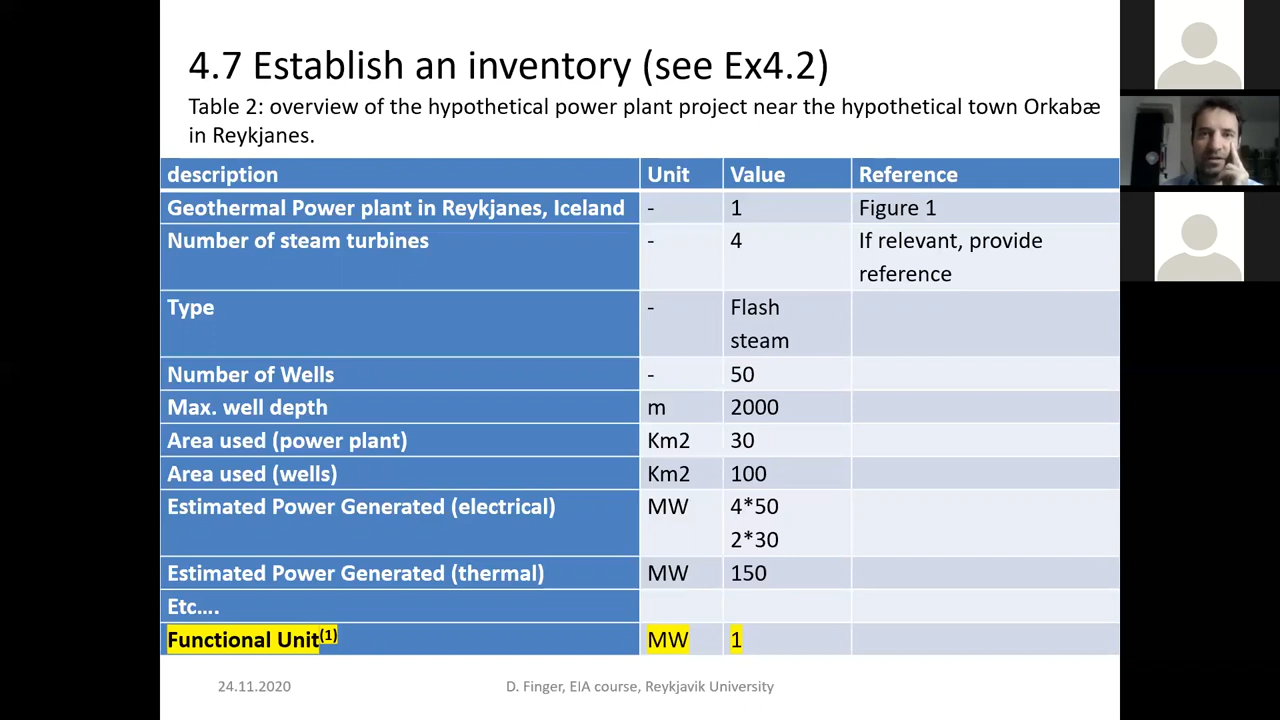 4.7 Establish an inventory (see Ex4.2)
Table 2: overview of the hypothetical power plant project near the hypothetical town Orkabæ
in Reykjanes.
description Unit Value Reference
Geothermal Power plant in Reykjanes, Iceland - 1 Figure 1
Number of steam turbines - 4 If relevant, provide
reference
Type - Flash
steam
Number of Wells - 50
Max. well depth m 2000
Area used (power plant) Km2 30
Area used (wells) Km2 100
Estimated Power Generated (electrical) MW 4*50
2*30
Estimated Power Generated (thermal) MW 150
Etc....
Functional Unit(1) MW 1
24.11.2020 D. Finger, EIA course, Reykjavik University